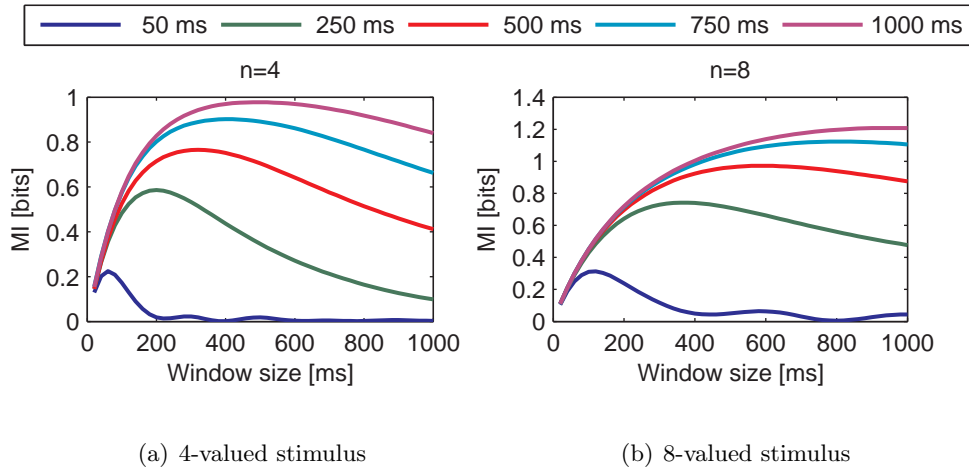 50 ms 250 ms 500 ms 750 ms 1000 ms
n=4
n=8
MI [bits]
1
0.8
0.6
0.4
0.2
0
0 200 400 600 800 1000
Window size [ms]
MI [bits]
1.4
1.2
1
0.8
0.6
0.4
0.2
0
0 200 400 600 800 1000
Window size [ms]
(a) 4-valued stimulus
(b) 8-valued stimulus